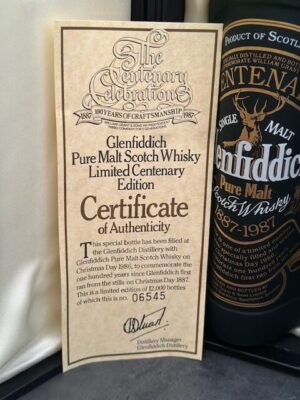 The
Centenary
Celebrations
1887 100 YEARS OF CRAFTSMANSHIP 1987
Glenfiddich
Pure Malt Scotch Whisky
Limited Centenary
Edition
Certificate
of Authenticity
This special bottle has been filled at
the Glenfiddich Distillery with
Glenfiddich Pure Malt Scotch Whisky on
Christmas Day 1986, to commemorate the
one hundred years since Glenfiddich first
ran from the stills on Christmas Day 1887.
This is a limited edition of 12,000 bottles
of which this is no. 06545
Distillery Manager
Glenfiddich Distillery
PRODUCT OF SCOTL
CENTENA
SINGLE MALT
enfiddich
Pure Malt
Scotch Whisky
1887-1987